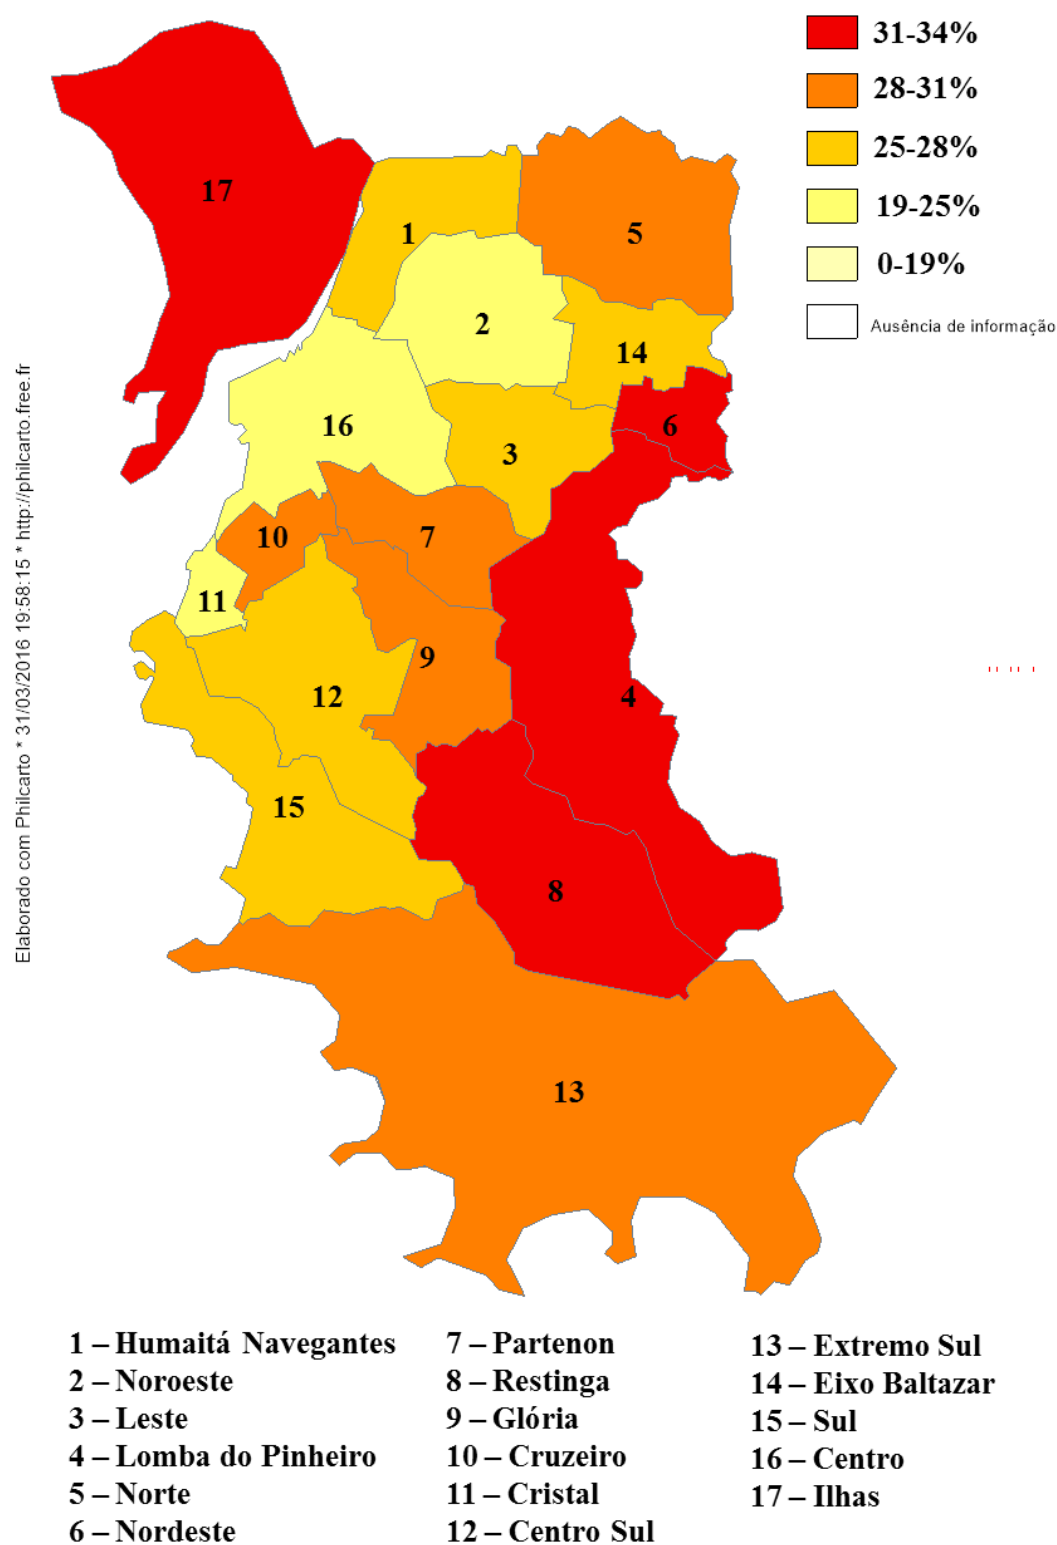 31-34%
28-31%
25-28%
19-25%
0-19%
Ausência de informação
17
1
5
2
14
16
6
3
10
7
11
9
12
4
15
8
13
Elaborado com Philcarto * 31/03/2016 19:58:15 * http://philcarto.free.fr
1 – Humaitá Navegantes
2 – Noroeste
3 – Leste
4 – Lomba do Pinheiro
5 – Norte
6 – Nordeste
7 – Partenon
8 – Restinga
9 – Glória
10 – Cruzeiro
11 – Cristal
12 – Centro Sul
13 – Extremo Sul
14 – Eixo Baltazar
15 – Sul
16 – Centro
17 – Ilhas